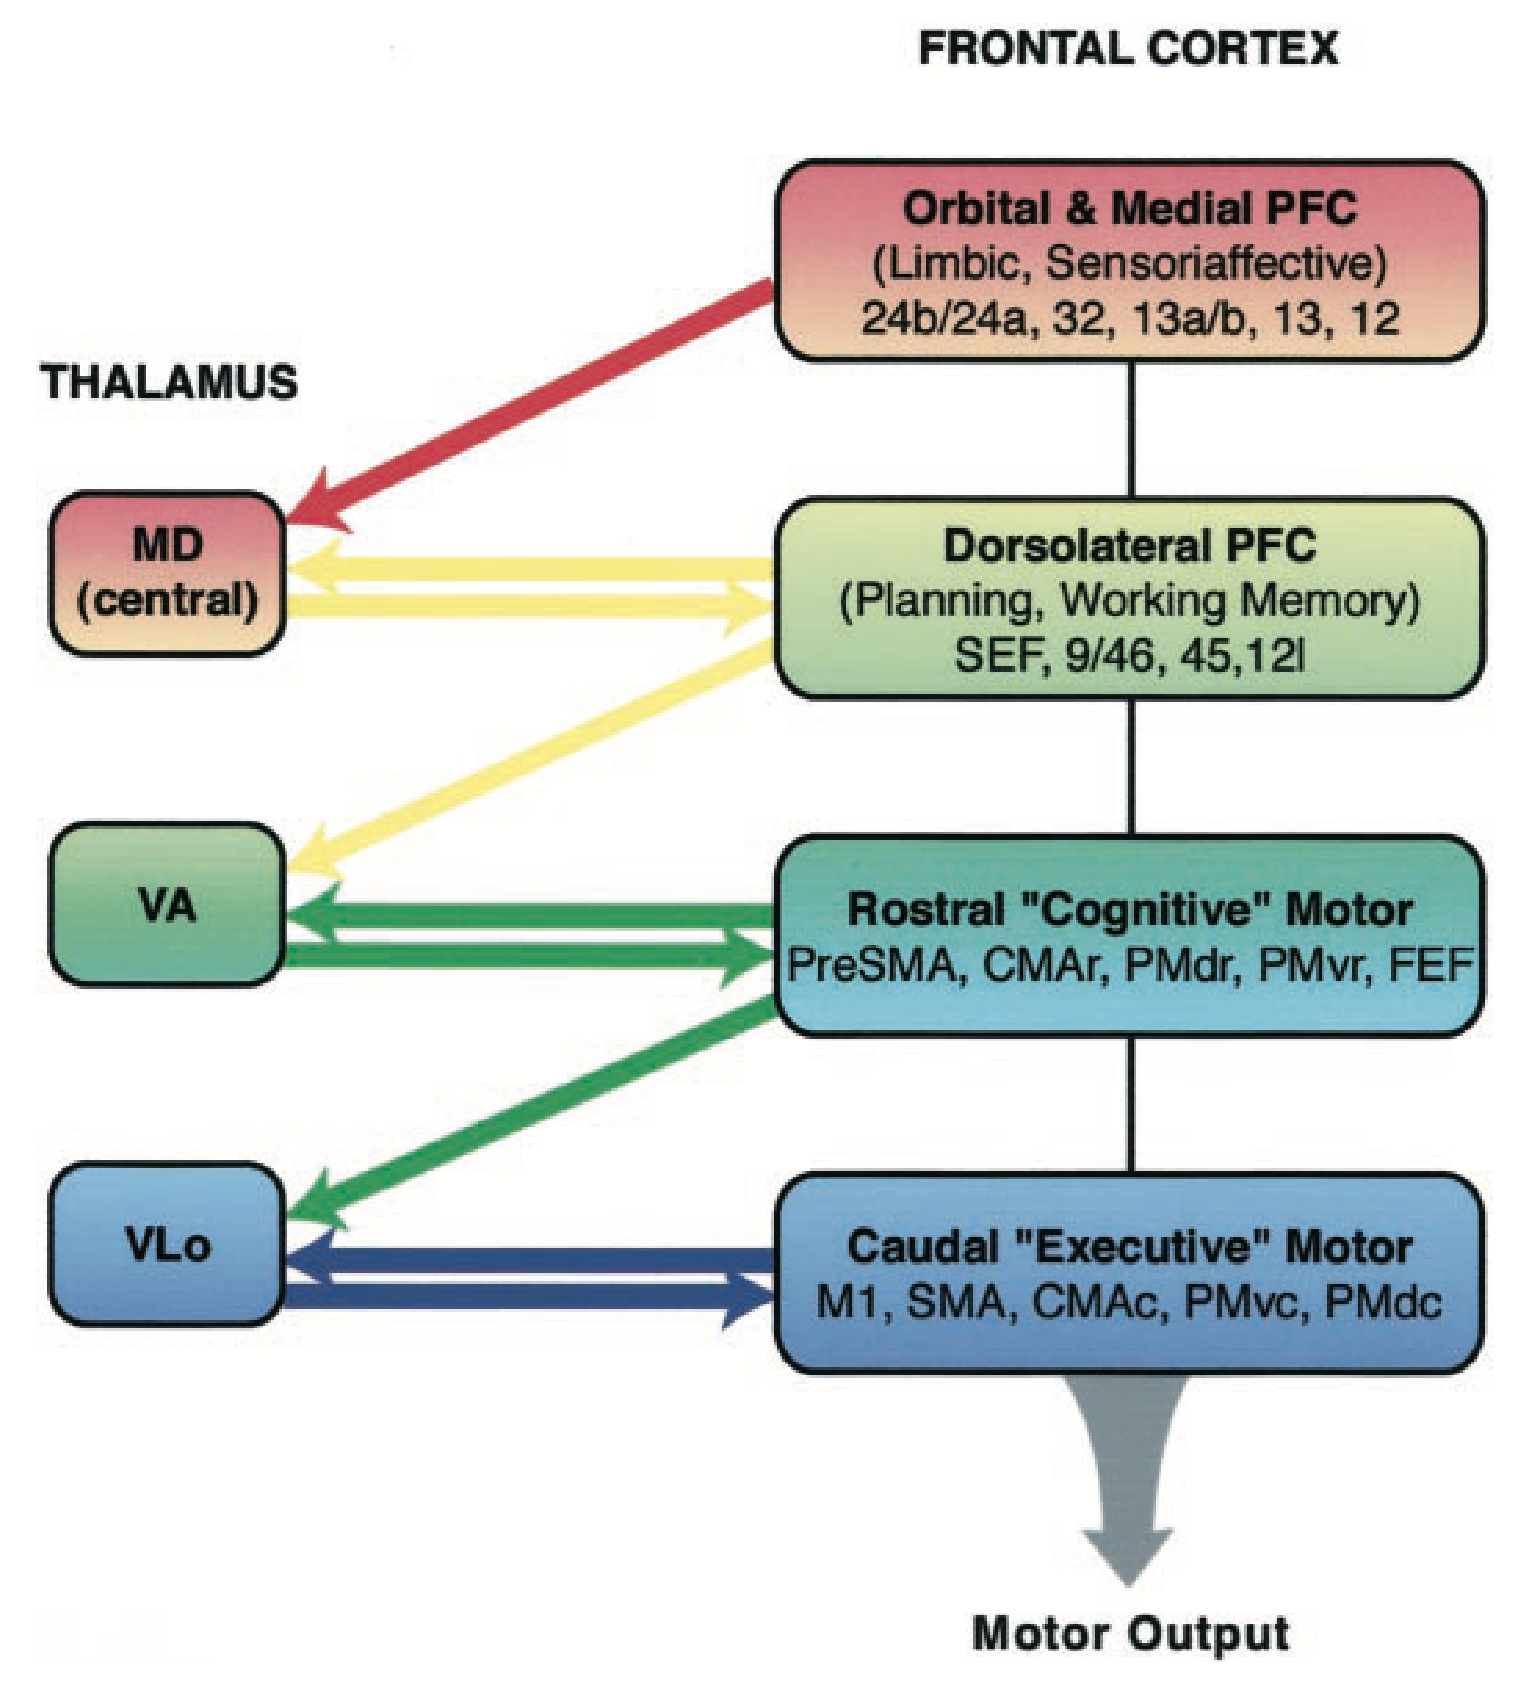 FRONTAL CORTEX
Orbital & Medial PFC
(Limbic, Sensoriaffective)
24b/24a, 32, 13a/b, 13, 12
THALAMUS
MD
(central)
Dorsolateral PFC
(Planning, Working Memory)
SEF, 9/46, 45,12l
VA
Rostral "Cognitive" Motor
PreSMA, CMAr, PMdr, PMvr, FEF
VLo
Caudal "Executive" Motor
M1, SMA, CMAc, PMvc, PMdc
Motor Output